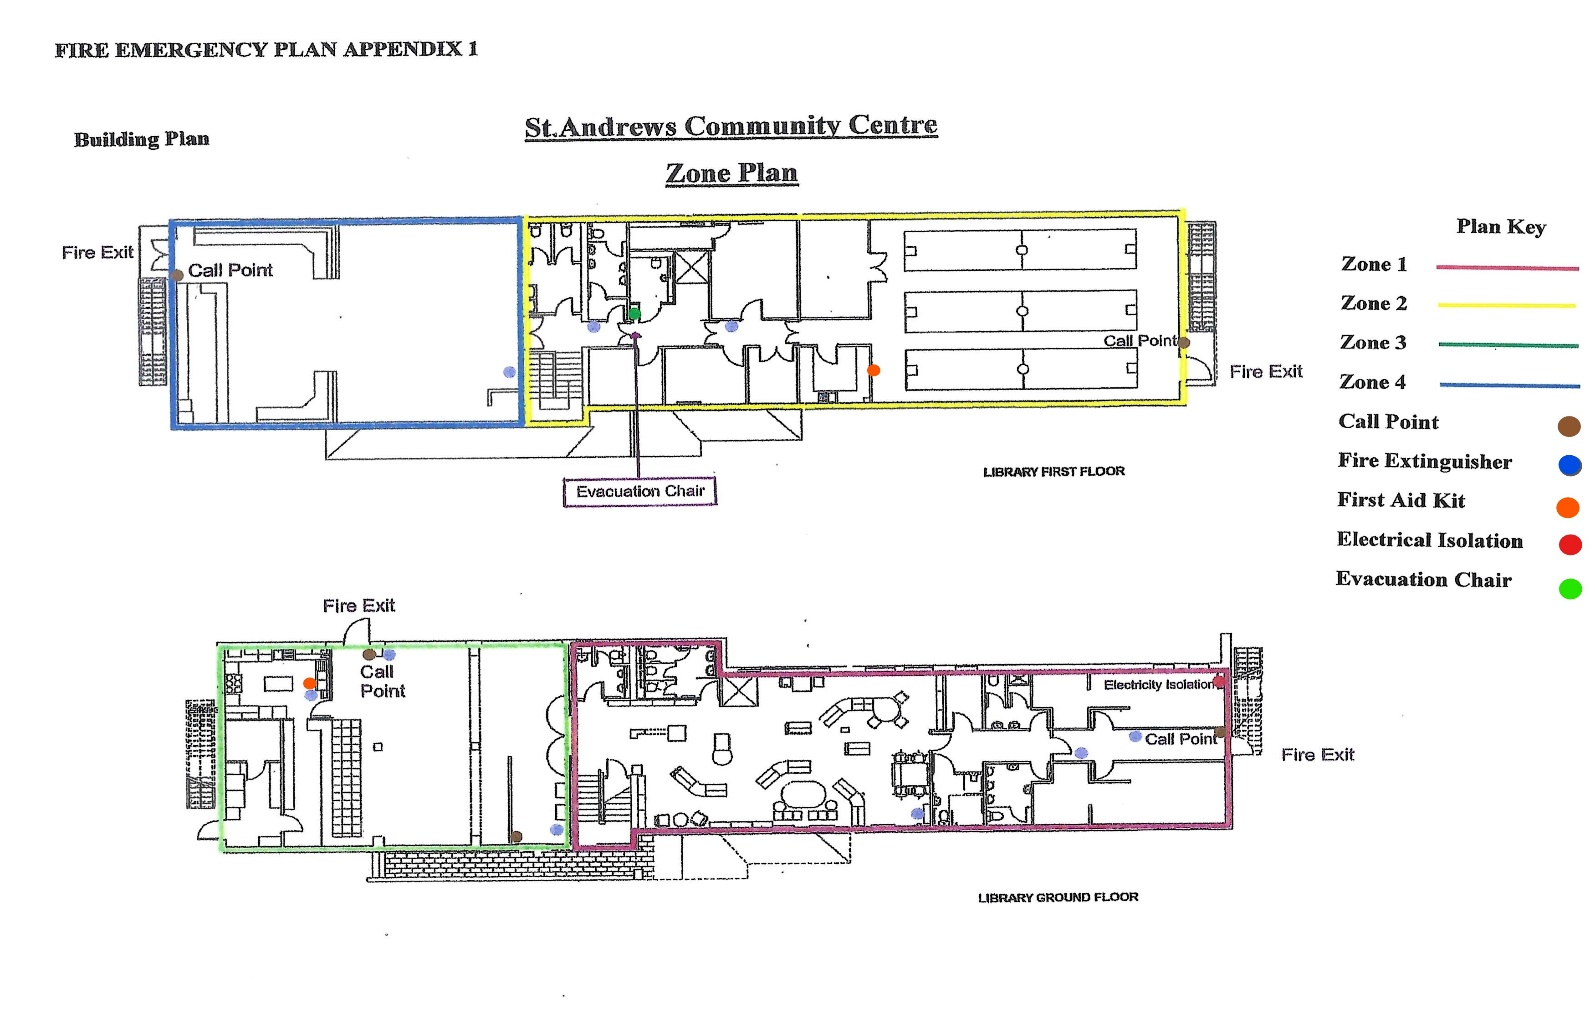 FIRE EMERGENCY PLAN APPENDIX 1
St.Andrews Community Centre
Building Plan
Zone Plan
Plan Key
Fire Exit
Call Point
Zone 1
Zone 2
Call Point
Zone 3
Fire Exit
Zone 4
Call Point
Fire Extinguisher
LIBRARY FIRST FLOOR
Evacuation Chair
First Aid Kit
Electrical Isolation
Evacuation Chair
Fire Exit
Call
Point
Electricity Isolation
Call Point
Fire Exit
LIBRARY GROUND FLOOR